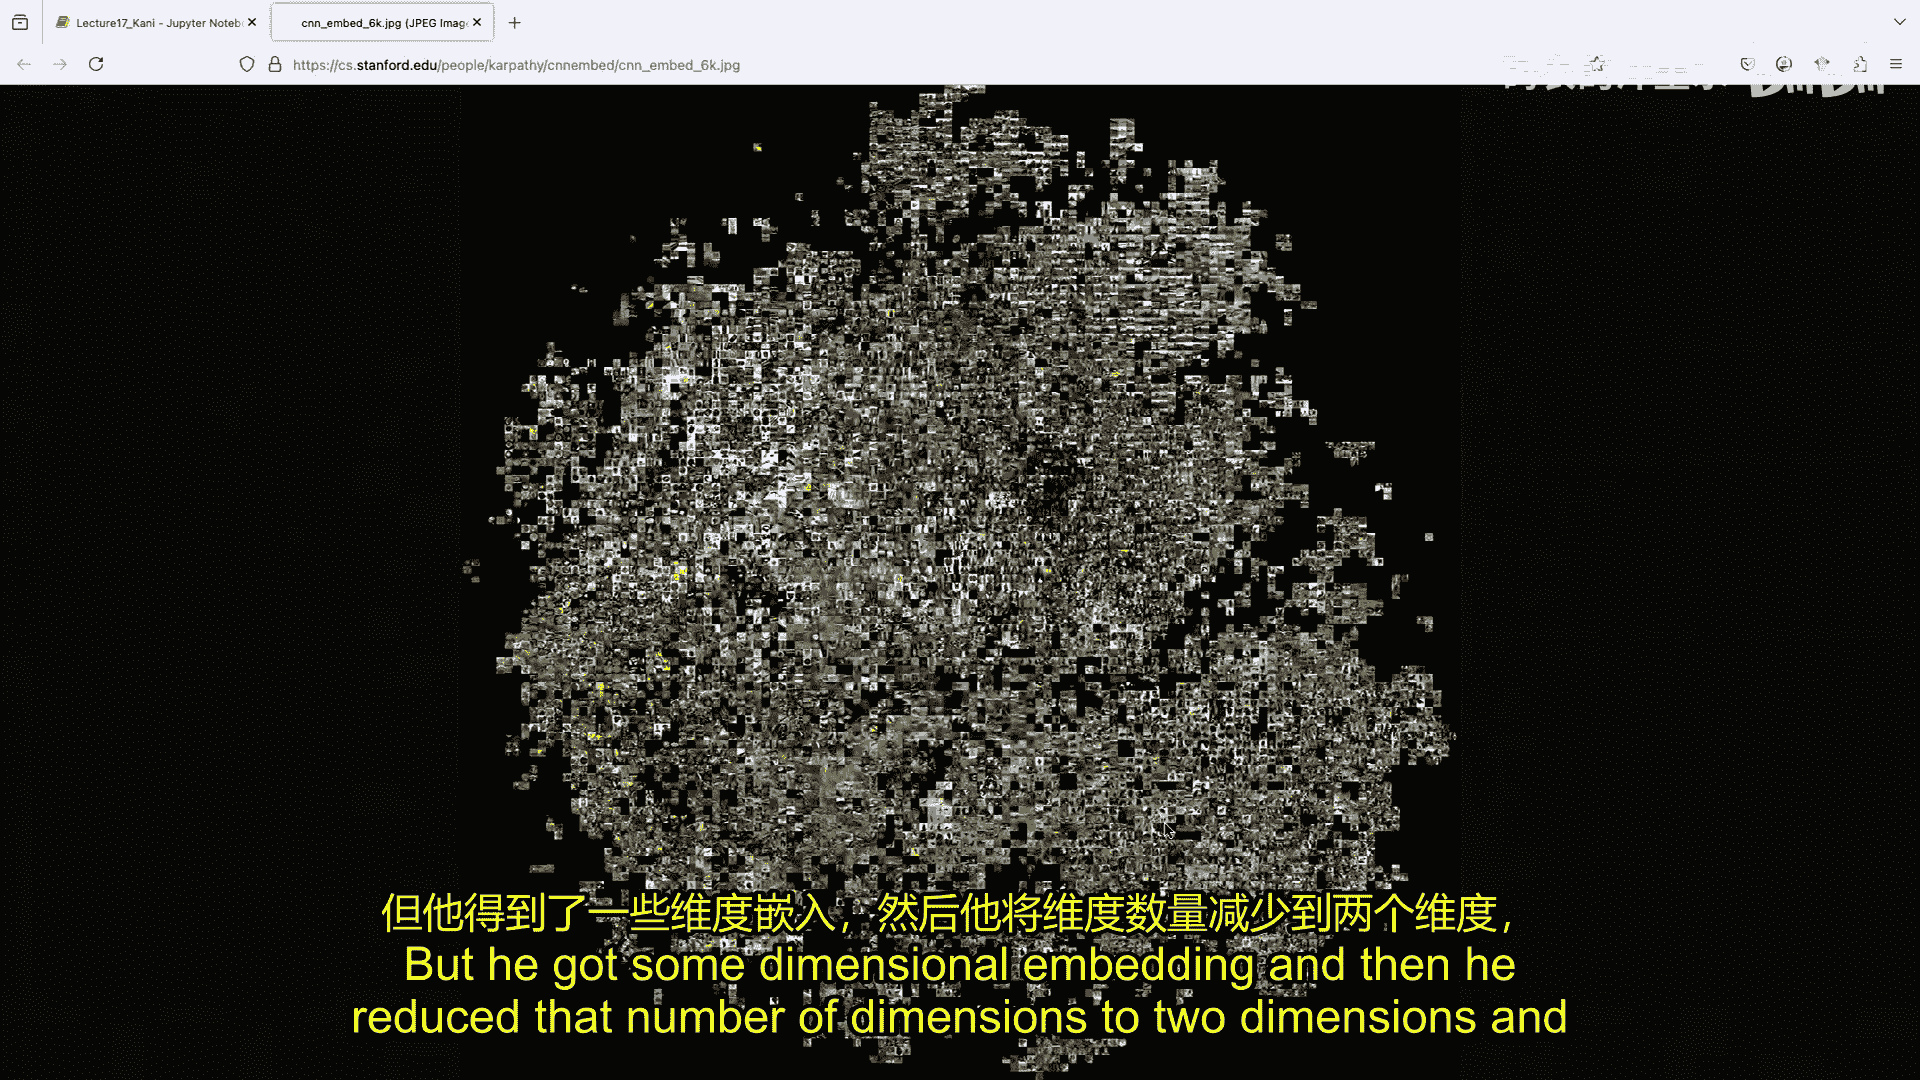 Lecture17_Kani - Jupyter Noteb
cnn_embed_6k.jpg (JPEG Imag
https://cs.stanford.edu/people/karpathy/cnnembed/cnn_embed_6k.jpg
但他得到了一些维度嵌入，然后他将维度数量减少到两个维度，
But he got some dimensional embedding and then he
reduced that number of dimensions to two dimensions and